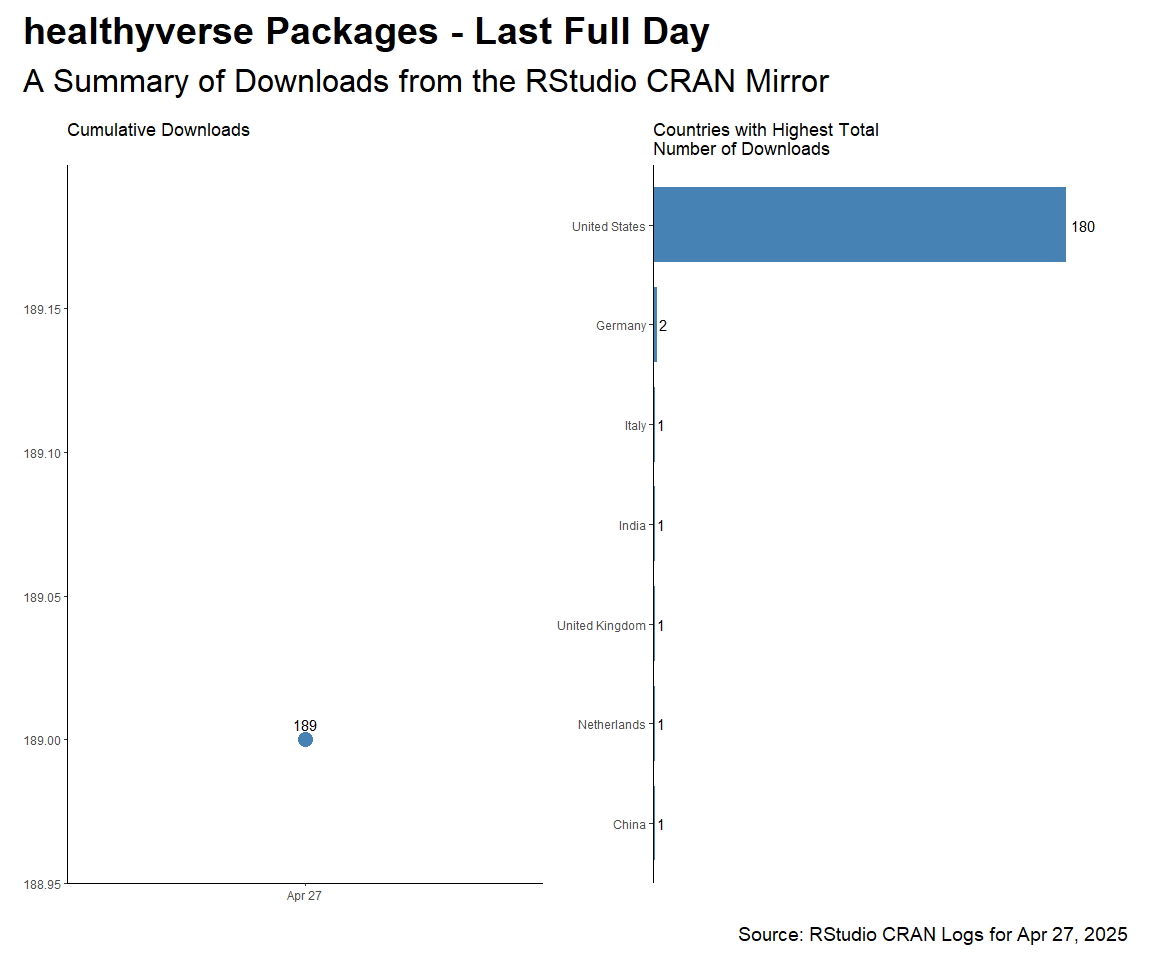 healthyverse Packages - Last Full Day
A Summary of Downloads from the RStudio CRAN Mirror
Cumulative Downloads
189.15
189.10
189.05
189.00
188.95
189
Apr 27
Countries with Highest Total
Number of Downloads
United States 180
Germany 2
Italy 1
India 1
United Kingdom 1
Netherlands 1
China 1
Source: RStudio CRAN Logs for Apr 27, 2025